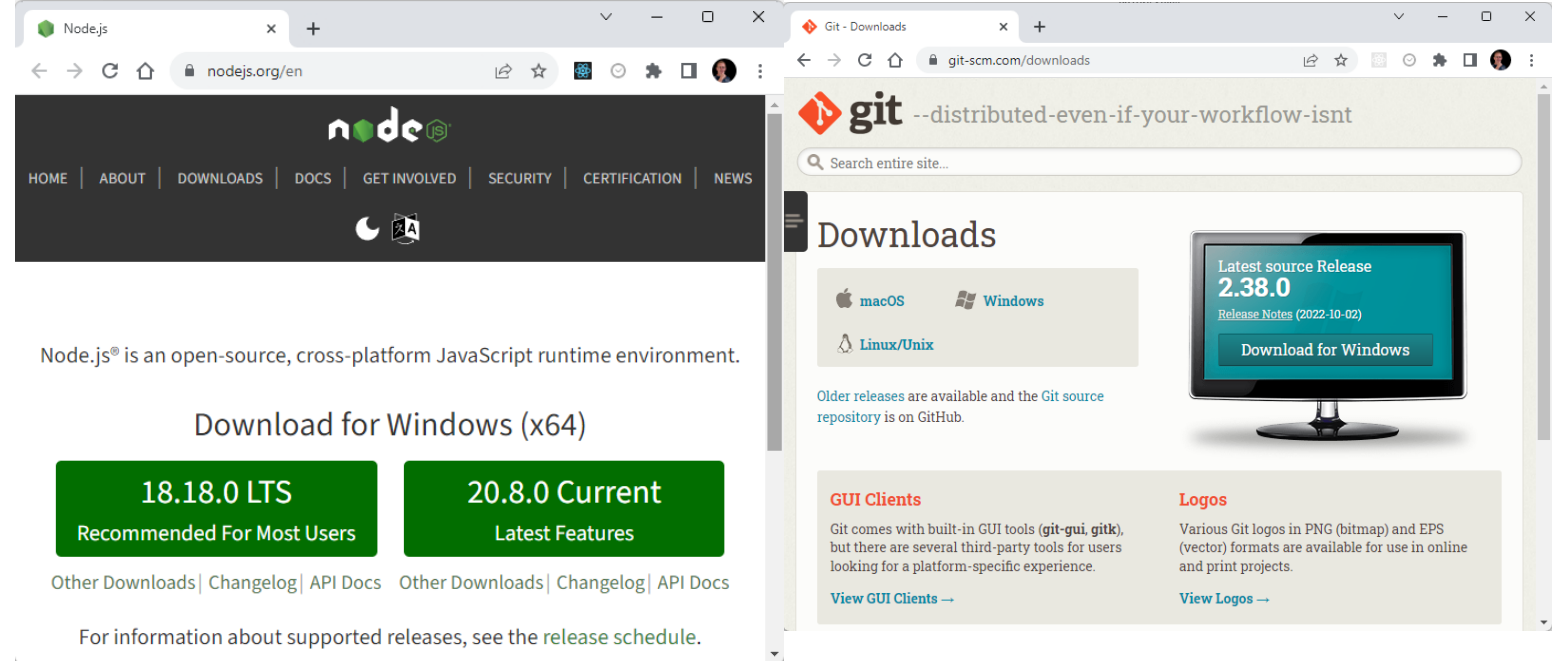 Node.js
nodejs.org/en
node JS
HOME | ABOUT | DOWNLOADS | DOCS | GET INVOLVED | SECURITY | CERTIFICATION | NEWS
文A
Node.js® is an open-source, cross-platform JavaScript runtime environment.
Download for Windows (x64)
18.18.0 LTS
Recommended For Most Users
20.8.0 Current
Latest Features
Other Downloads | Changelog | API Docs
Other Downloads | Changelog | API Docs
For information about supported releases, see the release schedule.
Git - Downloads
git-scm.com/downloads
git --distributed-even-if-your-workflow-isnt
Search entire site...
Downloads
macOS
Windows
Linux/Unix
Older releases are available and the Git source
repository is on GitHub.
Latest source Release
2.38.0
Release Notes (2022-10-02)
Download for Windows
GUI Clients
Git comes with built-in GUI tools (git-gui, gitk),
but there are several third-party tools for users
looking for a platform-specific experience.
View GUI Clients →
Logos
Various Git logos in PNG (bitmap) and EPS
(vector) formats are available for use in online
and print projects.
View Logos →